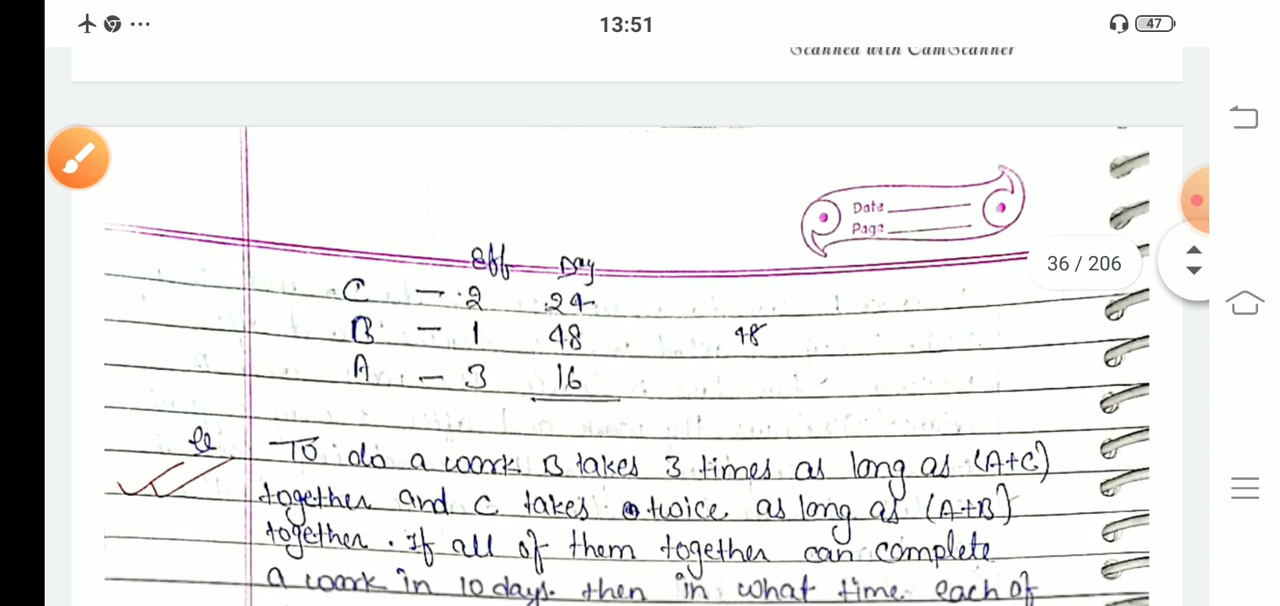 13:51
47
Scanned with CamScanner
Date
Page
36 / 206
Eff Day
C - 2 24
B - 1 48 48
A - 3 16
Q To do a work B takes 3 times as long as (A+C)
together and C takes twice as long as (A+B)
together. If all of them together can complete
a work in 10 days. then in what time each of